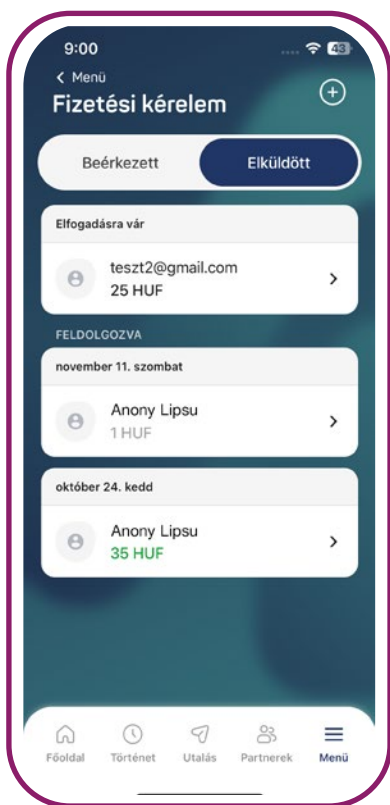 9:00
43
Menü
Fizetési kérelem
Beérkezett
Elküldött
Elfogadásra vár
teszt2@gmail.com
25 HUF
FELDOLGOZVA
november 11. szombat
Anony Lipsu
1 HUF
október 24. kedd
Anony Lipsu
35 HUF
Főoldal
Történet
Utalás
Partnerek
Menü